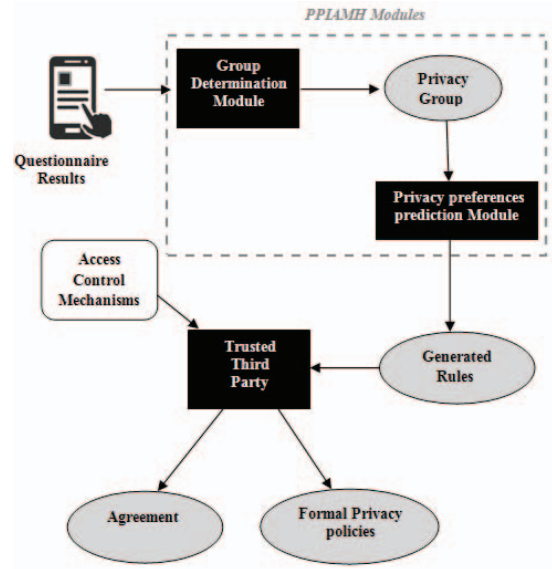 PPIAMH Modules
Group
Determination
Module
Privacy
Group
Questionnaire
Results
Privacy preferences
prediction Module
Access
Control
Mechanisms
Trusted
Third
Party
Generated
Rules
Agreement
Formal Privacy
policies